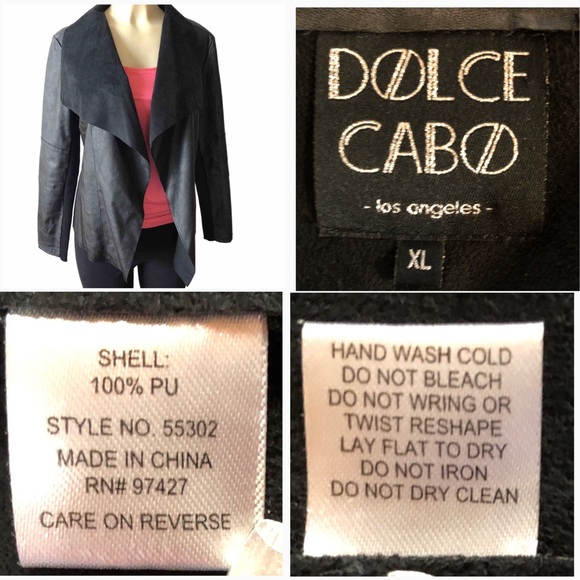 DØLCE
CABØ
- los angeles -
XL
SHELL:
100% PU
STYLE NO. 55302
MADE IN CHINA
RN# 97427
CARE ON REVERSE
HAND WASH COLD
DO NOT BLEACH
DO NOT WRING OR
TWIST RESHAPE
LAY FLAT TO DRY
DO NOT IRON
DO NOT DRY CLEAN